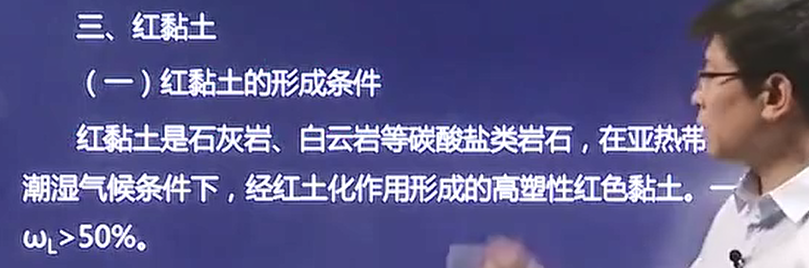 三、红黏土
（一）红黏土的形成条件
红黏土是石灰岩、白云岩等碳酸盐类岩石，在亚热带
潮湿气候条件下，经红土化作用形成的高塑性红色黏土。一
ωL>50%。